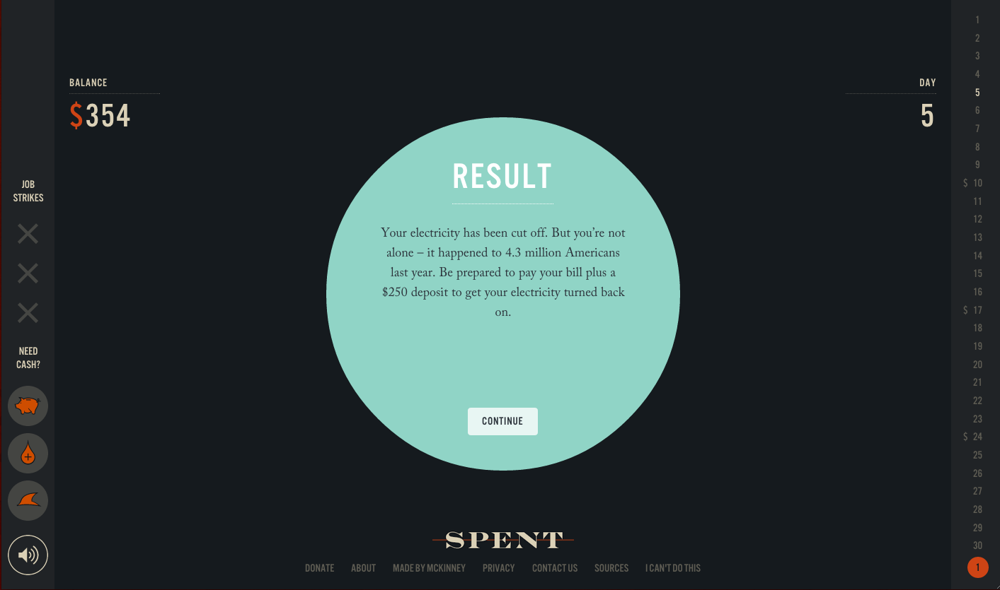 BALANCE
$354
DAY
5
JOB
STRIKES
NEED
CASH?
RESULT
Your electricity has been cut off. But you’re not
alone – it happened to 4.3 million Americans
last year. Be prepared to pay your bill plus a
$250 deposit to get your electricity turned back
on.
CONTINUE
SPENT
DONATE ABOUT MADE BY MCKINNEY PRIVACY CONTACT US SOURCES I CAN'T DO THIS
1
2
3
4
5
6
7
8
9
$ 10
11
12
13
14
15
16
$ 17
18
19
20
21
22
23
$ 24
25
26
27
28
29
30
1